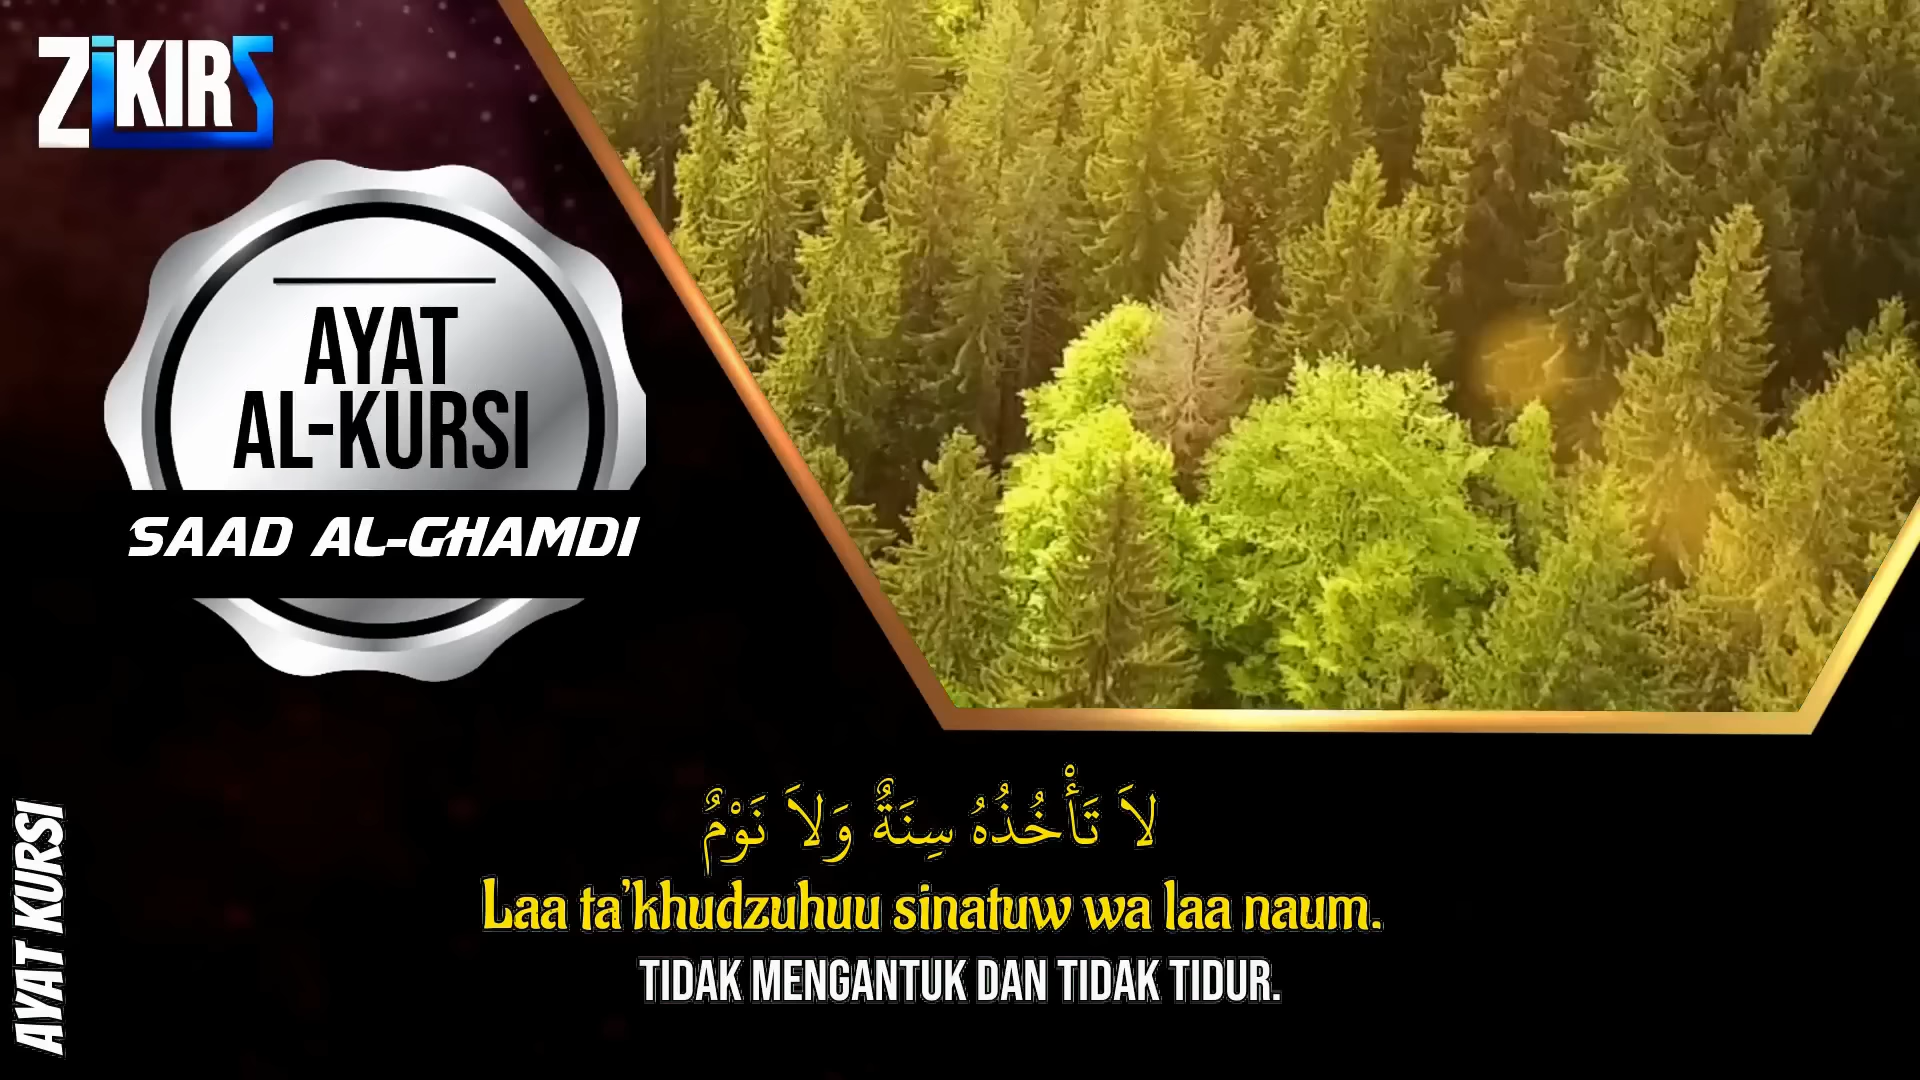 ZiKIRS
AYAT
AL-KURSI
SAAD AL-GHAMDI
AYAT KURSI
لاَ تَأْخُذُهُ سِنَةٌ وَلاَ نَوْمٌ
Laa ta'khudzuhuu sinatuw wa laa naum.
TIDAK MENGANTUK DAN TIDAK TIDUR.